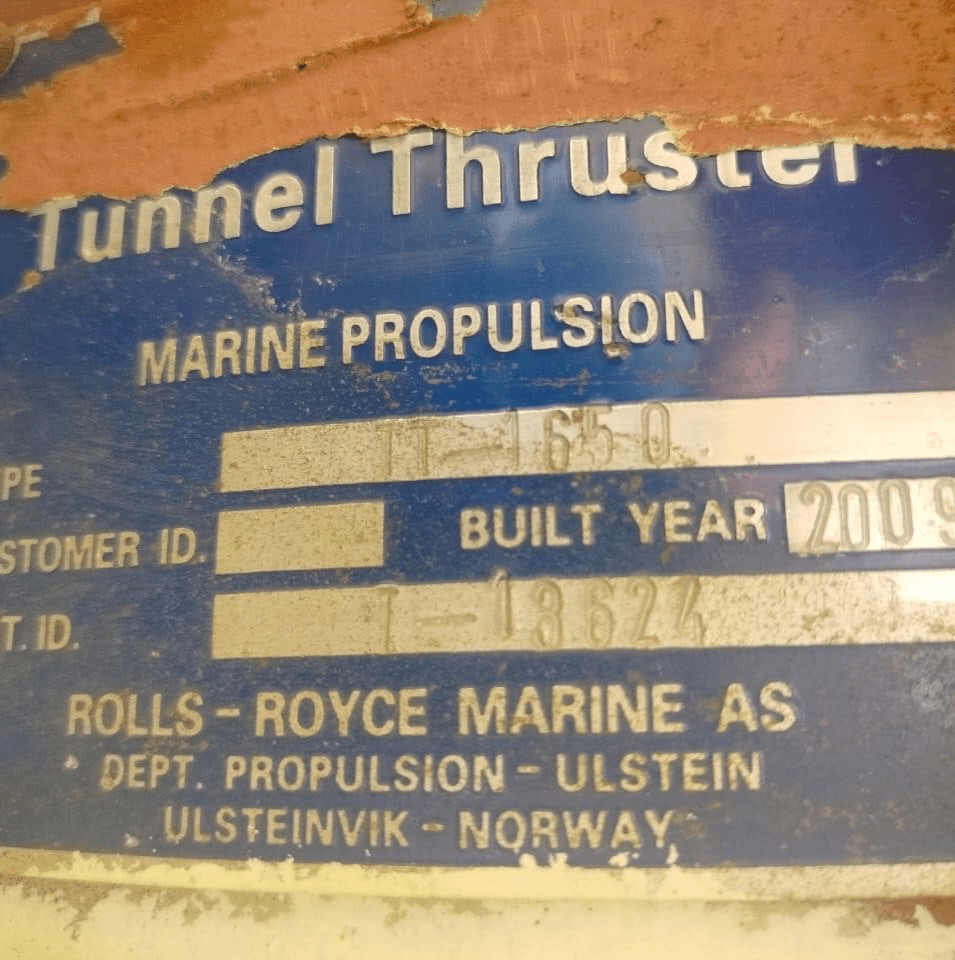 Tunnel Thruster
MARINE PROPULSION
PE TT-1650
STOMER ID. BUILT YEAR 2009
T. ID. T-13624
ROLLS-ROYCE MARINE AS
DEPT. PROPULSION - ULSTEIN
ULSTEINVIK - NORWAY